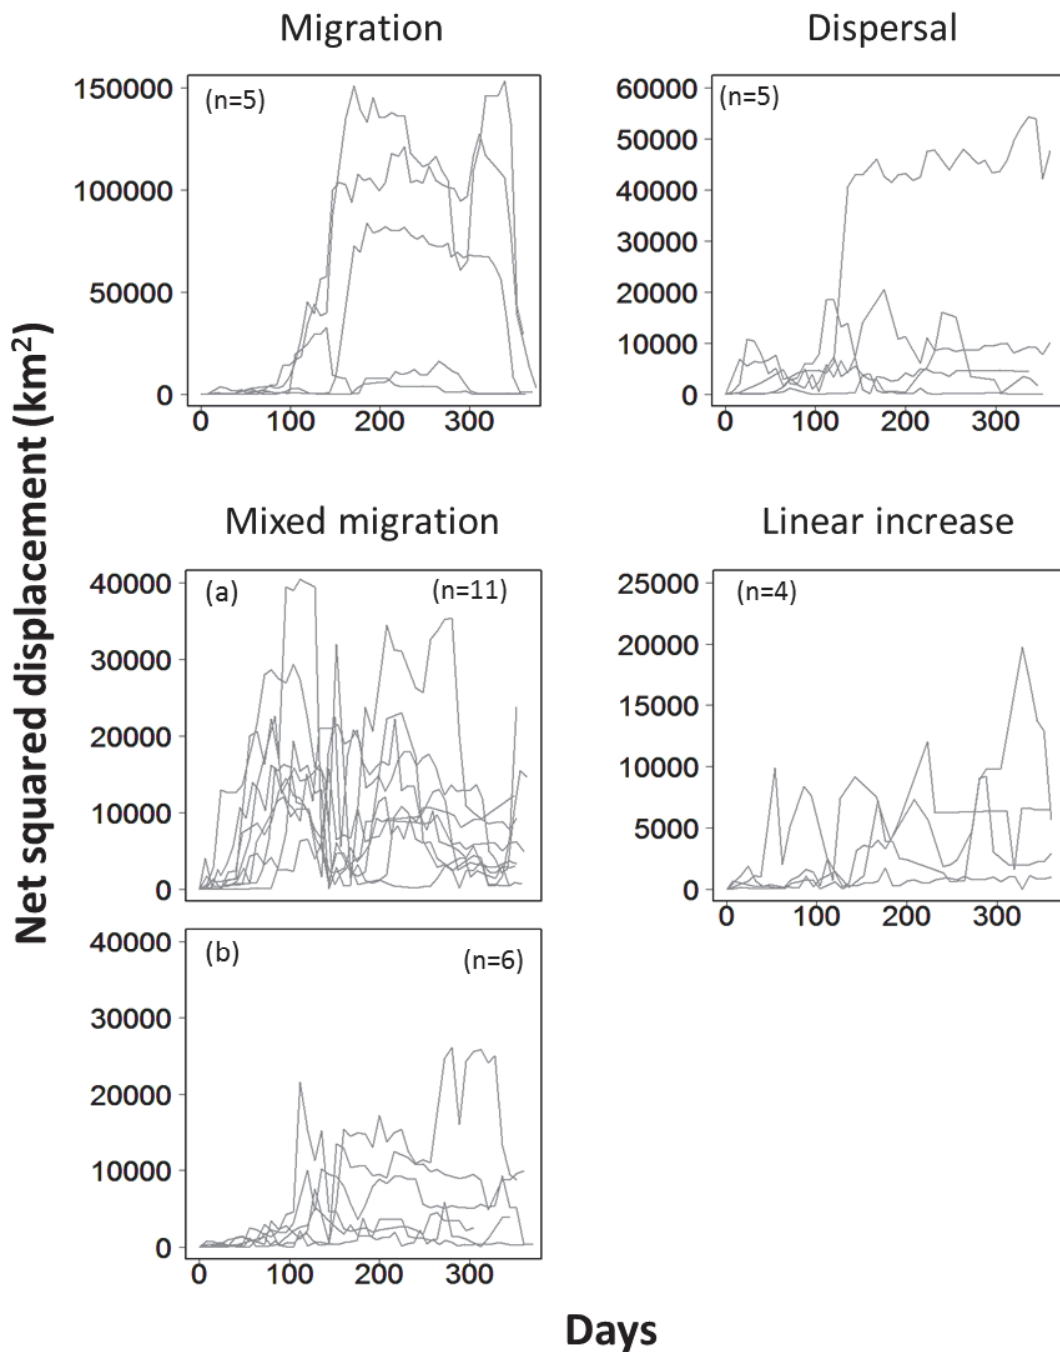 Migration
Dispersal
Net squared displacement (km²)
150000
100000
50000
0
(n=5)
0 100 200 300
60000
50000
40000
30000
20000
10000
0
(n=5)
0 100 200 300
Mixed migration
Linear increase
40000
30000
20000
10000
0
(a)
(n=11)
25000
20000
15000
10000
5000
0
(n=4)
0 100 200 300
40000
30000
20000
10000
0
(b)
(n=6)
0 100 200 300
Days